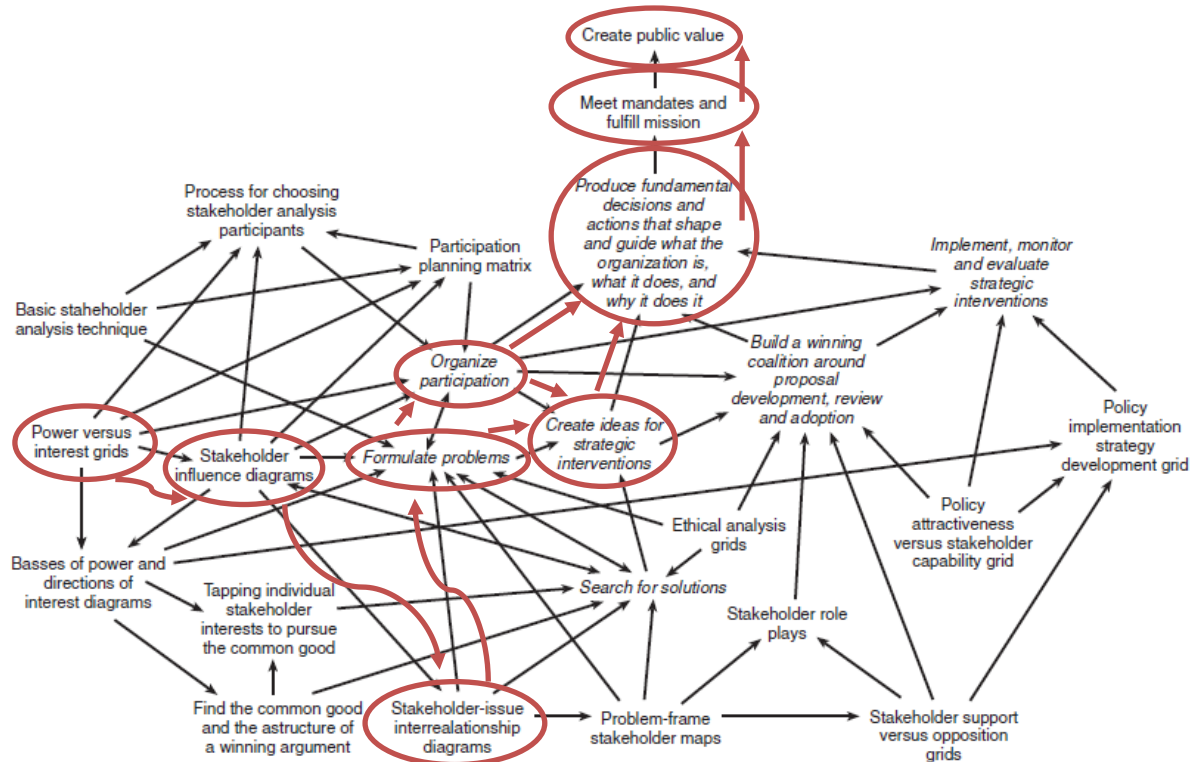 Create public value
Meet mandates and
fulfill mission
Produce fundamental
decisions and
actions that shape
and guide what the
organization is,
what it does, and
why it does it
Process for choosing
stakeholder analysis
participants
Participation
planning matrix
Implement, monitor
and evaluate
strategic
interventions
Basic staheholder
analysis technique
Organize
participation
Build a winning
coalition around
proposal
development, review
and adoption
Power versus
interest grids
Stakeholder
influence diagrams
Formulate problems
Create ideas for
strategic
interventions
Policy
implementation
strategy
development grid
Ethical analysis
grids
Policy
attractiveness
versus stakeholder
capability grid
Basses of power and
directions of
interest diagrams
Tapping individual
stakeholder
interests to pursue
the common good
Search for solutions
Stakeholder role
plays
Find the common good
and the astructure of
a winning argument
Stakeholder-issue
interrealationship
diagrams
Problem-frame
stakeholder maps
Stakeholder support
versus opposition
grids